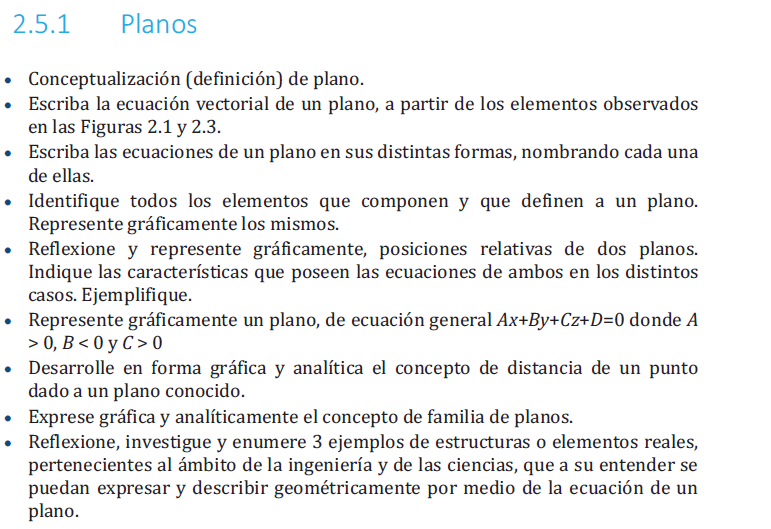 2.5.1 Planos
• Conceptualización (definición) de plano.
• Escriba la ecuación vectorial de un plano, a partir de los elementos observados
en las Figuras 2.1 y 2.3.
• Escriba las ecuaciones de un plano en sus distintas formas, nombrando cada una
de ellas.
• Identifique todos los elementos que componen y que definen a un plano.
Represente gráficamente los mismos.
• Reflexione y represente gráficamente, posiciones relativas de dos planos.
Indique las características que poseen las ecuaciones de ambos en los distintos
casos. Ejemplifique.
• Represente gráficamente un plano, de ecuación general Ax+By+Cz+D=0 donde A
> 0, B < 0 y C > 0
• Desarrolle en forma gráfica y analítica el concepto de distancia de un punto
dado a un plano conocido.
• Exprese gráfica y analíticamente el concepto de familia de planos.
• Reflexione, investigue y enumere 3 ejemplos de estructuras o elementos reales,
pertenecientes al ámbito de la ingeniería y de las ciencias, que a su entender se
puedan expresar y describir geométricamente por medio de la ecuación de un
plano.